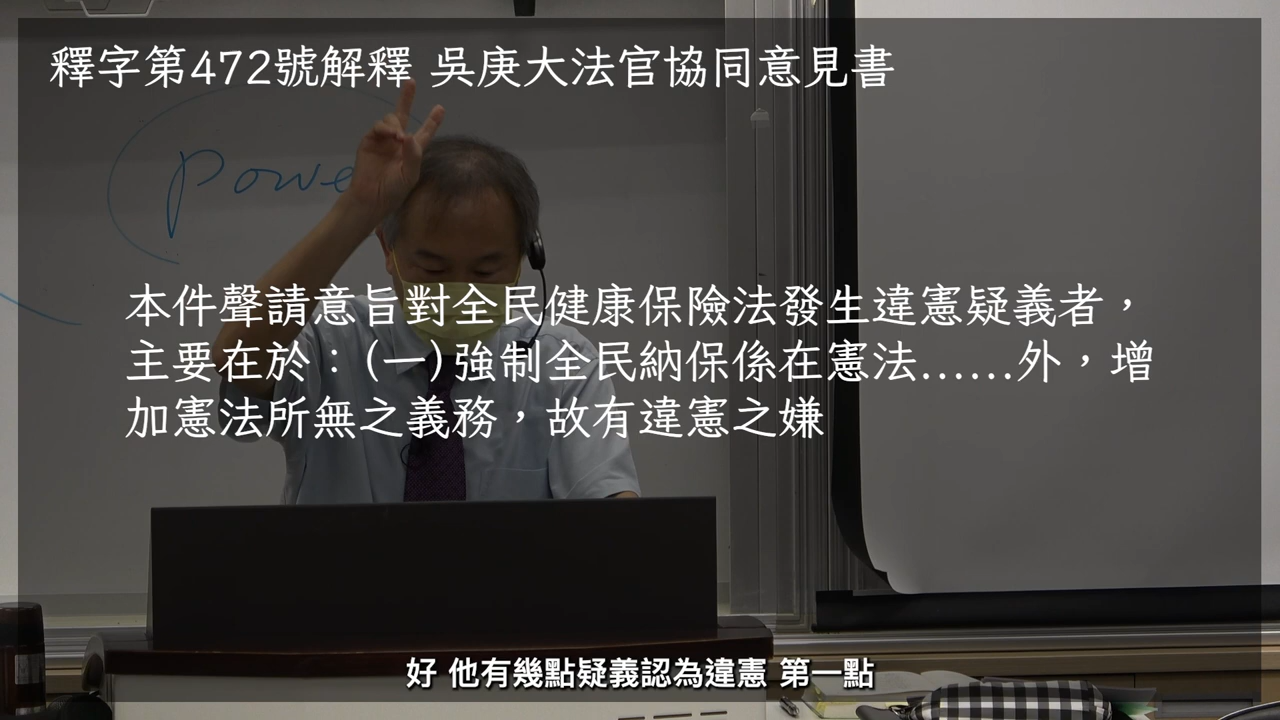 釋字第472號解釋 吳庚大法官協同意見書
Powe
本件聲請意旨對全民健康保險法發生違憲疑義者，
主要在於：(一)強制全民納保係在憲法……外，增
加憲法所無之義務，故有違憲之嫌
好 他有幾點疑義認為違憲 第一點